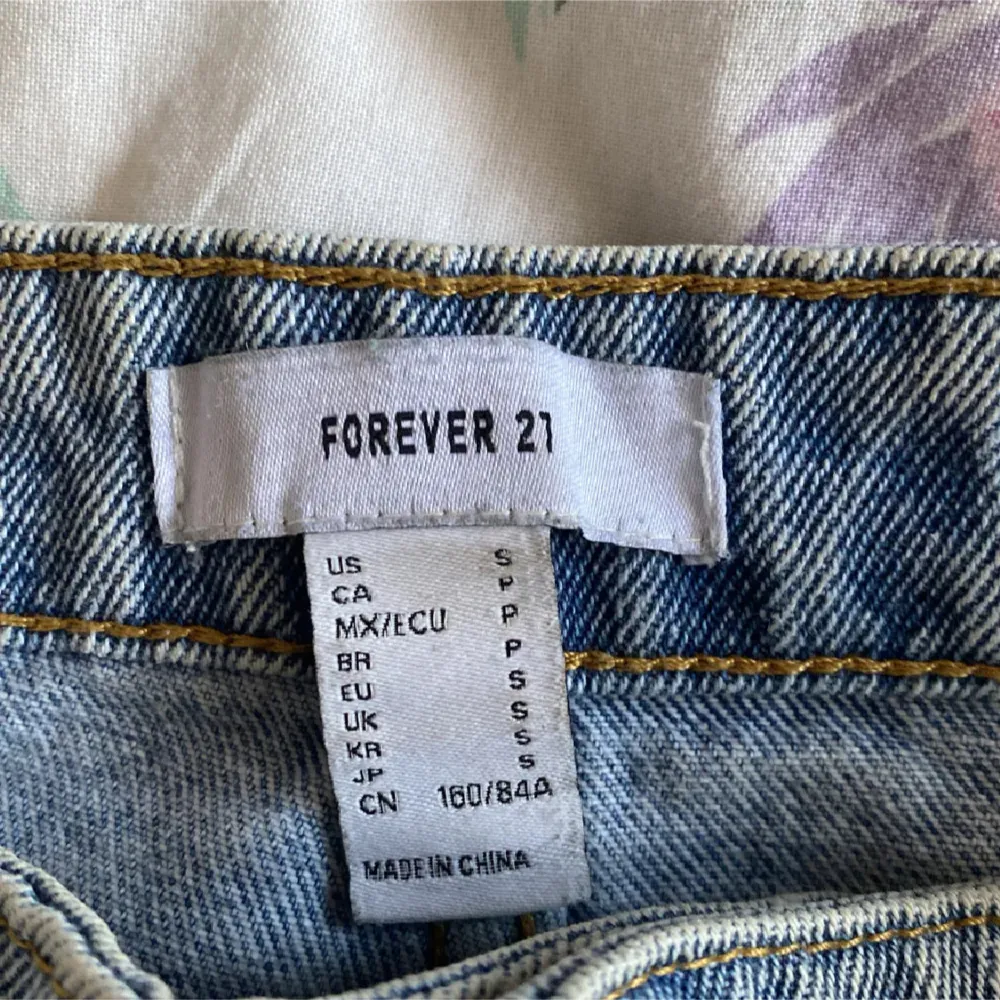 FOREVER 21
US S
CA P
MX/ECU P
BR P
EU S
UK S
KR S
JP S
CN 160/84A
MADE IN CHINA